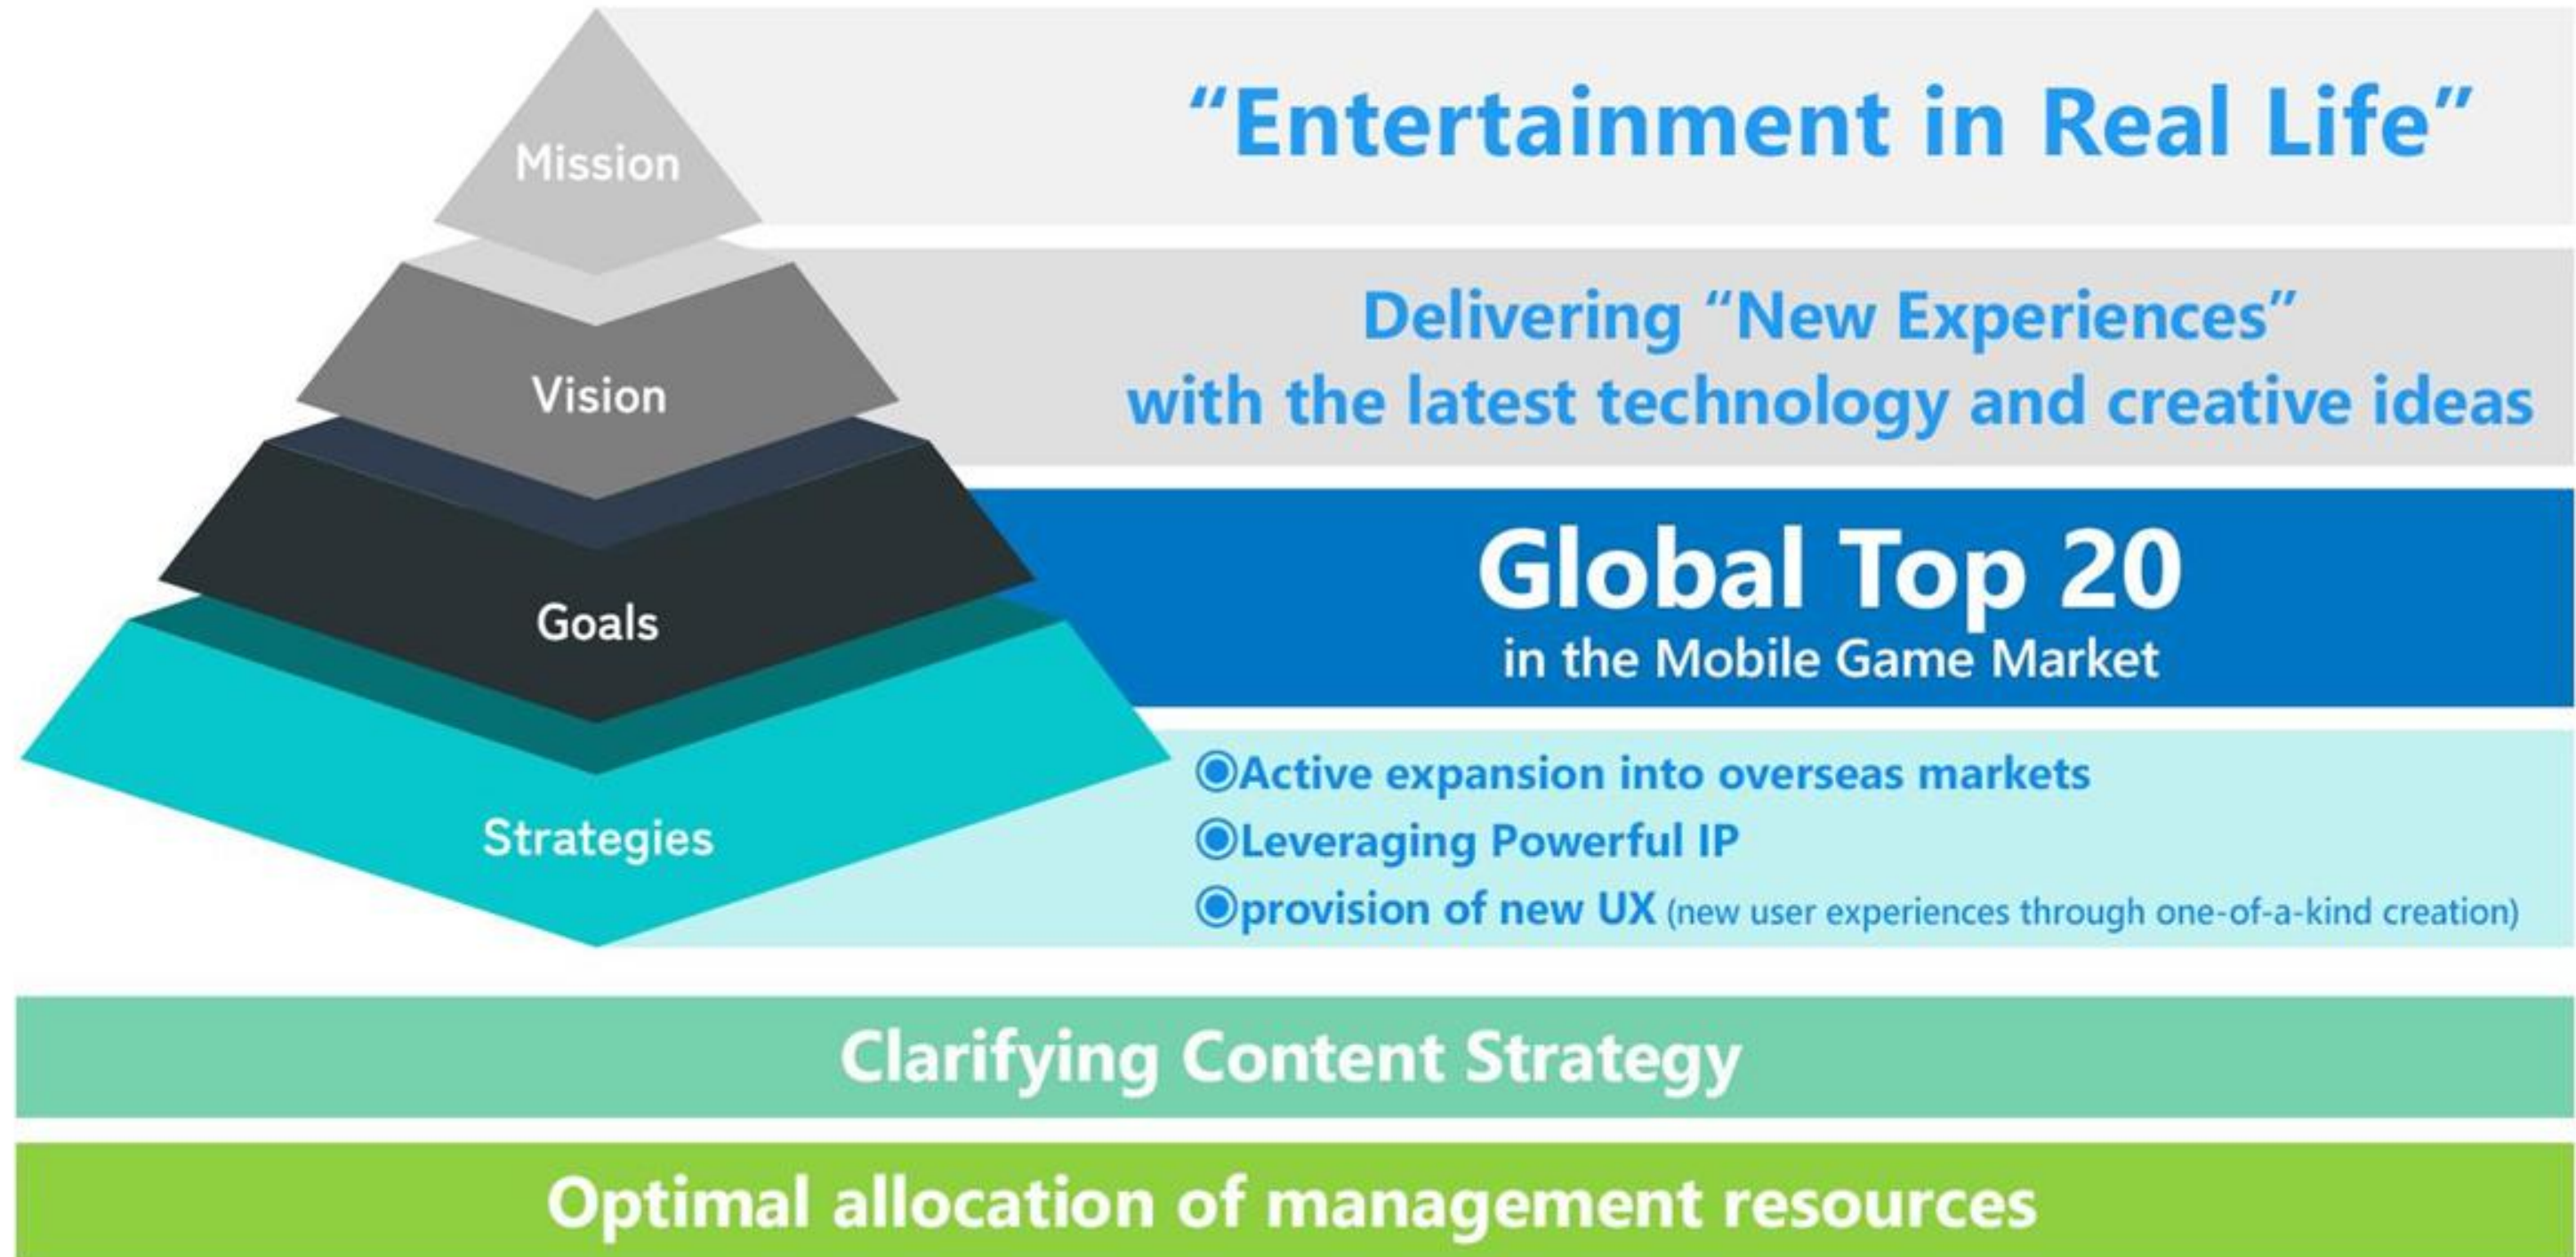 Mission
“Entertainment in Real Life”
Vision
Delivering “New Experiences”
with the latest technology and creative ideas
Goals
Global Top 20
in the Mobile Game Market
Strategies
◉Active expansion into overseas markets
◉Leveraging Powerful IP
◉provision of new UX (new user experiences through one-of-a-kind creation)
Clarifying Content Strategy
Optimal allocation of management resources